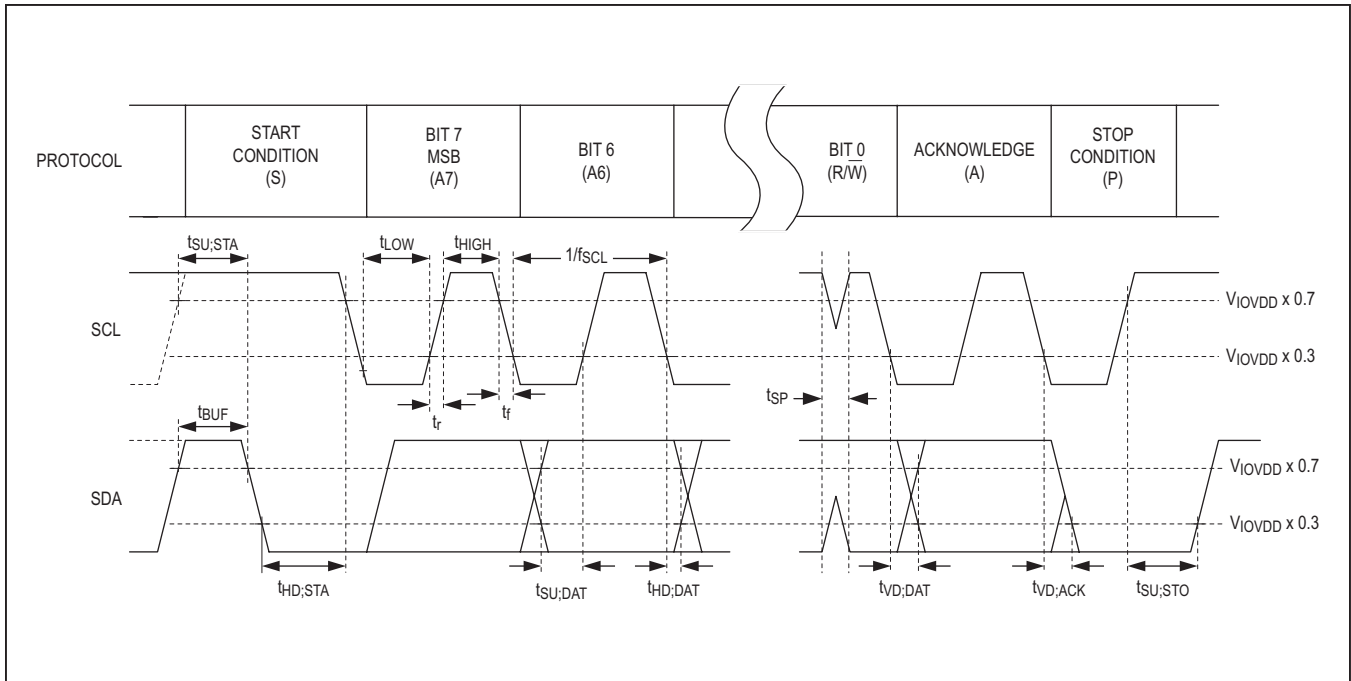 PROTOCOL
START
CONDITION
(S)
BIT 7
MSB
(A7)
BIT 6
(A6)
BIT 0
(R/W̅)
ACKNOWLEDGE
(A)
STOP
CONDITION
(P)
tSU;STA
tLOW
tHIGH
1/fSCL
VIOVDD x 0.7
SCL
VIOVDD x 0.3
tBUF
tr
tf
tSP
VIOVDD x 0.7
SDA
VIOVDD x 0.3
tHD;STA
tSU;DAT
tHD;DAT
tVD;DAT
tVD;ACK
tSU;STO